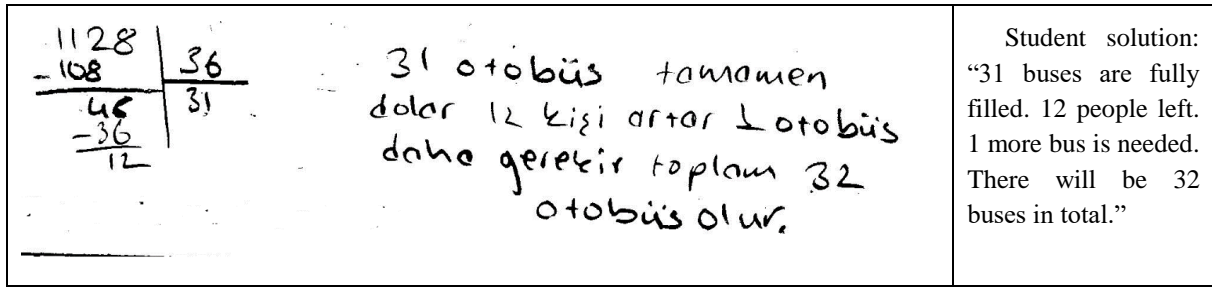 1128
36
- 108
31
48
- 36
12
31 otobüs tamamen
dolar 12 kişi artar 1 otobüs
daha gerekir toplam 32
otobüs olur.
Student solution:
“31 buses are fully
filled. 12 people left.
1 more bus is needed.
There will be 32
buses in total.”